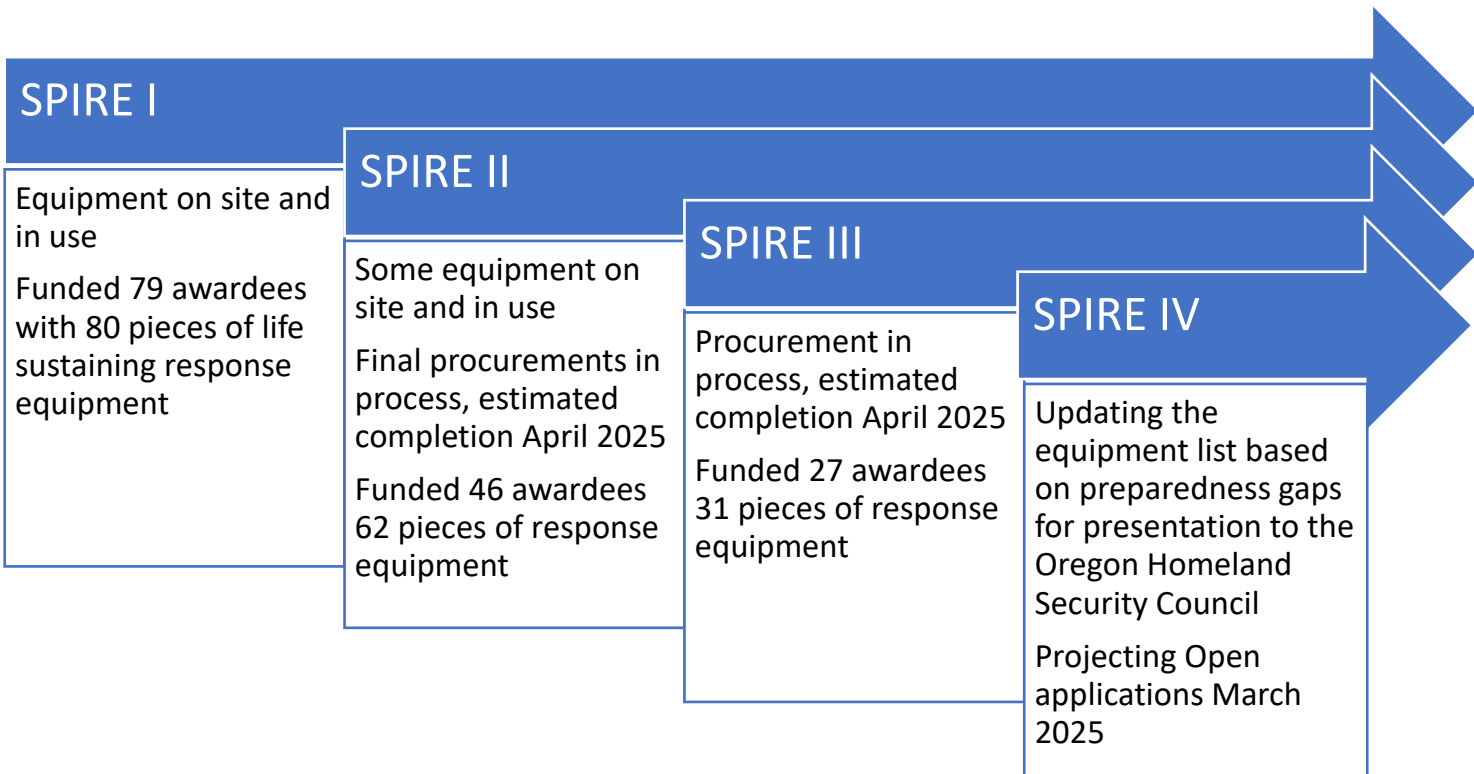 SPIRE I
Equipment on site and
in use
Funded 79 awardees
with 80 pieces of life
sustaining response
equipment
SPIRE II
Some equipment on
site and in use
Final procurements in
process, estimated
completion April 2025
Funded 46 awardees
62 pieces of response
equipment
SPIRE III
Procurement in
process, estimated
completion April 2025
Funded 27 awardees
31 pieces of response
equipment
SPIRE IV
Updating the
equipment list based
on preparedness gaps
for presentation to the
Oregon Homeland
Security Council
Projecting Open
applications March
2025